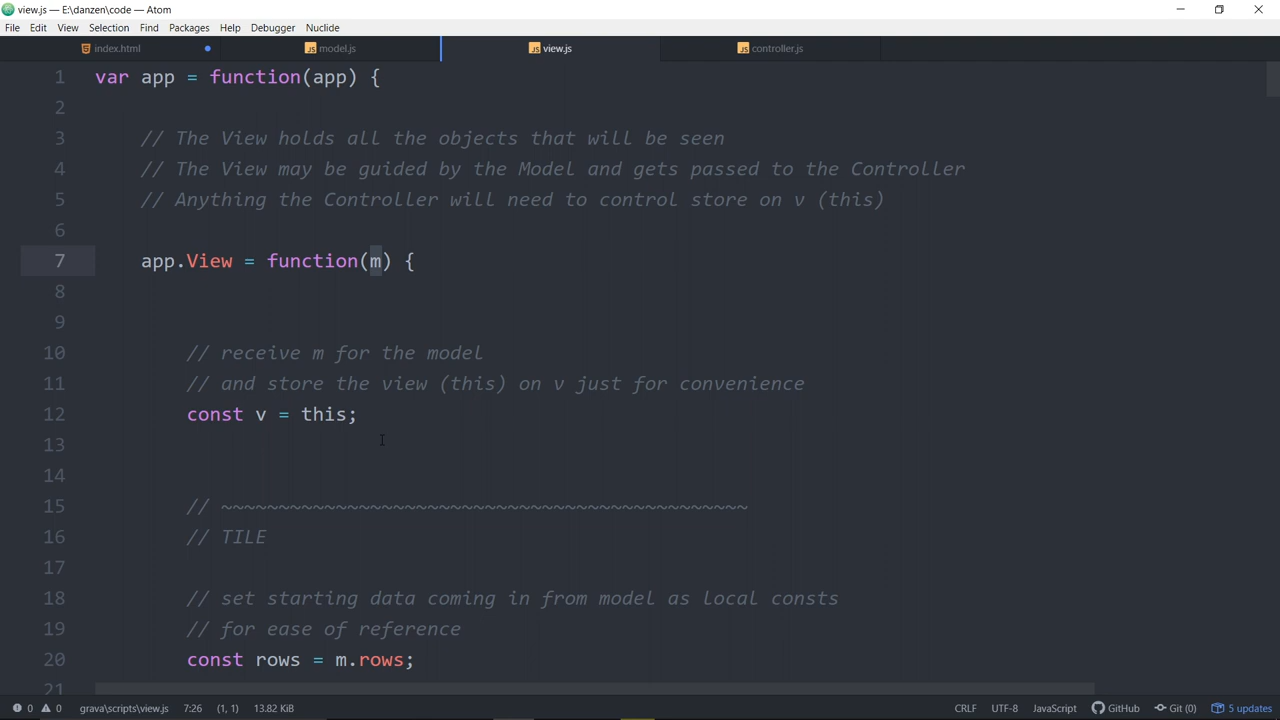 view.js — E:\danzen\code — Atom
File Edit View Selection Find Packages Help Debugger Nuclide
index.html model.js view.js controller.js
1 var app = function(app) {
2
3 // The View holds all the objects that will be seen
4 // The View may be guided by the Model and gets passed to the Controller
5 // Anything the Controller will need to control store on v (this)
6
7 app.View = function(m) {
8
9
10 // receive m for the model
11 // and store the view (this) on v just for convenience
12 const v = this;
13
14
15 // ~~~~~~~~~~~~~~~~~~~~~~~~~~~~~~~~~~~~~~~~~~~~~~
16 // TILE
17
18 // set starting data coming in from model as local consts
19 // for ease of reference
20 const rows = m.rows;
21
0 0 grava\scripts\view.js 7:26 (1, 1) 13.82 KiB CRLF UTF-8 JavaScript GitHub Git (0) 5 updates